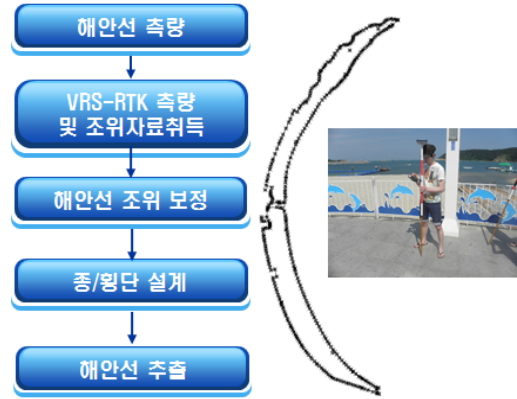 해안선 측량
VRS-RTK 측량
및 조위자료취득
해안선 조위 보정
종/횡단 설계
해안선 추출